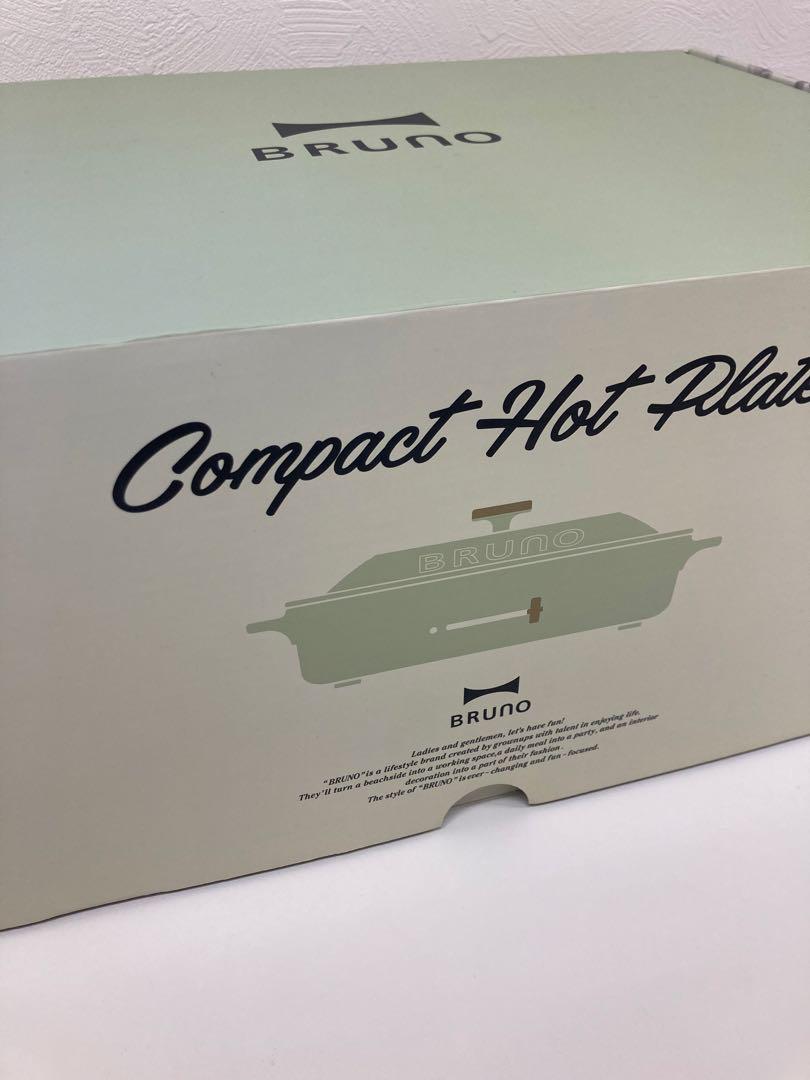 BRUNO
Compact Hot Plate
BRUNO
BRUNO
Ladies and gentlemen, let's have fun!
"BRUNO" is a lifestyle brand created by grownups with talent in enjoying life.
They'll turn a beachside into a working space,a daily meal into a party, and an interior
decoration into a part of their fashion.
The style of "BRUNO" is ever-changing and fun-focused.